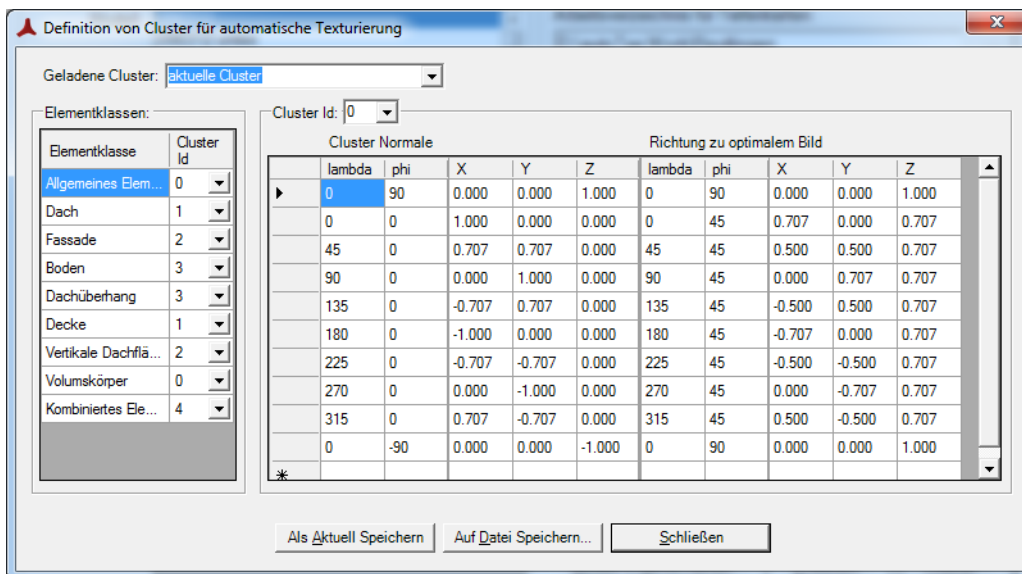 Definition von Cluster für automatische Texturierung
Geladene Cluster: aktuelle Cluster
Elementklassen:
Elementklasse Cluster Id
Allgemeines Elem... 0
Dach 1
Fassade 2
Boden 3
Dachüberhang 3
Decke 1
Vertikale Dachflä... 2
Volumskörper 0
Kombiniertes Ele... 4
Cluster Id: 0
Cluster Normale Richtung zu optimalem Bild
lambda phi X Y Z lambda phi X Y Z
0 90 0.000 0.000 1.000 0 90 0.000 0.000 1.000
0 0 1.000 0.000 0.000 0 45 0.707 0.000 0.707
45 0 0.707 0.707 0.000 45 45 0.500 0.500 0.707
90 0 0.000 1.000 0.000 90 45 0.000 0.707 0.707
135 0 -0.707 0.707 0.000 135 45 -0.500 0.500 0.707
180 0 -1.000 0.000 0.000 180 45 -0.707 0.000 0.707
225 0 -0.707 -0.707 0.000 225 45 -0.500 -0.500 0.707
270 0 0.000 -1.000 0.000 270 45 0.000 -0.707 0.707
315 0 0.707 -0.707 0.000 315 45 0.500 -0.500 0.707
0 -90 0.000 0.000 -1.000 0 90 0.000 0.000 1.000
Als Aktuell Speichern Auf Datei Speichern... Schließen